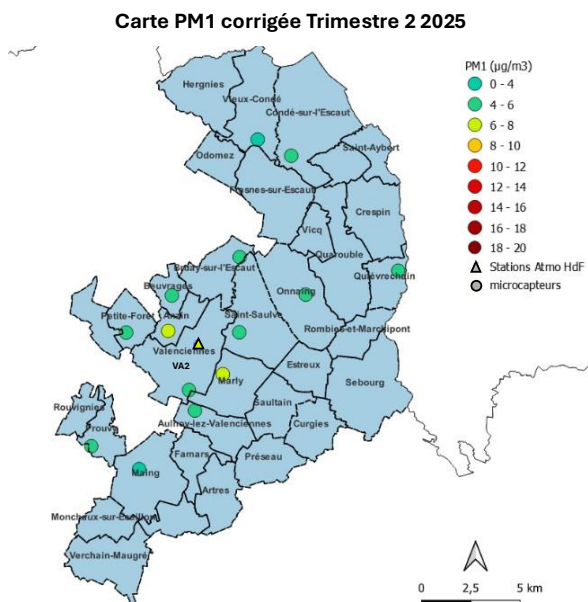 Carte PM1 corrigée Trimestre 2 2025
PM1 (µg/m3)
0 - 4
4 - 6
6 - 8
8 - 10
10 - 12
12 - 14
14 - 16
16 - 18
18 - 20
Stations Atmo HdF
microcapteurs
Hergnies
Vieux-Condé
Condé-sur-l'Escaut
Odomez
Saint-Aybert
Fresnes-sur-Escaut
Crespin
Vicq
Quarouble
Bruay-sur-l'Escaut
Quiévrechain
Beuvrages
Onnaing
Petite-Forêt
Anzin
Saint-Saulve
Rombies-et-Marchipont
Valenciennes
VA2
Estreux
Marly
Sebourg
Rouvignies
Saultain
Aulnoy-lez-Valenciennes
Curgies
Prouvy
Famars
Préseau
Maing
Artres
Monchaux-sur-Écaillon
Verchain-Maugré
0 2,5 5 km